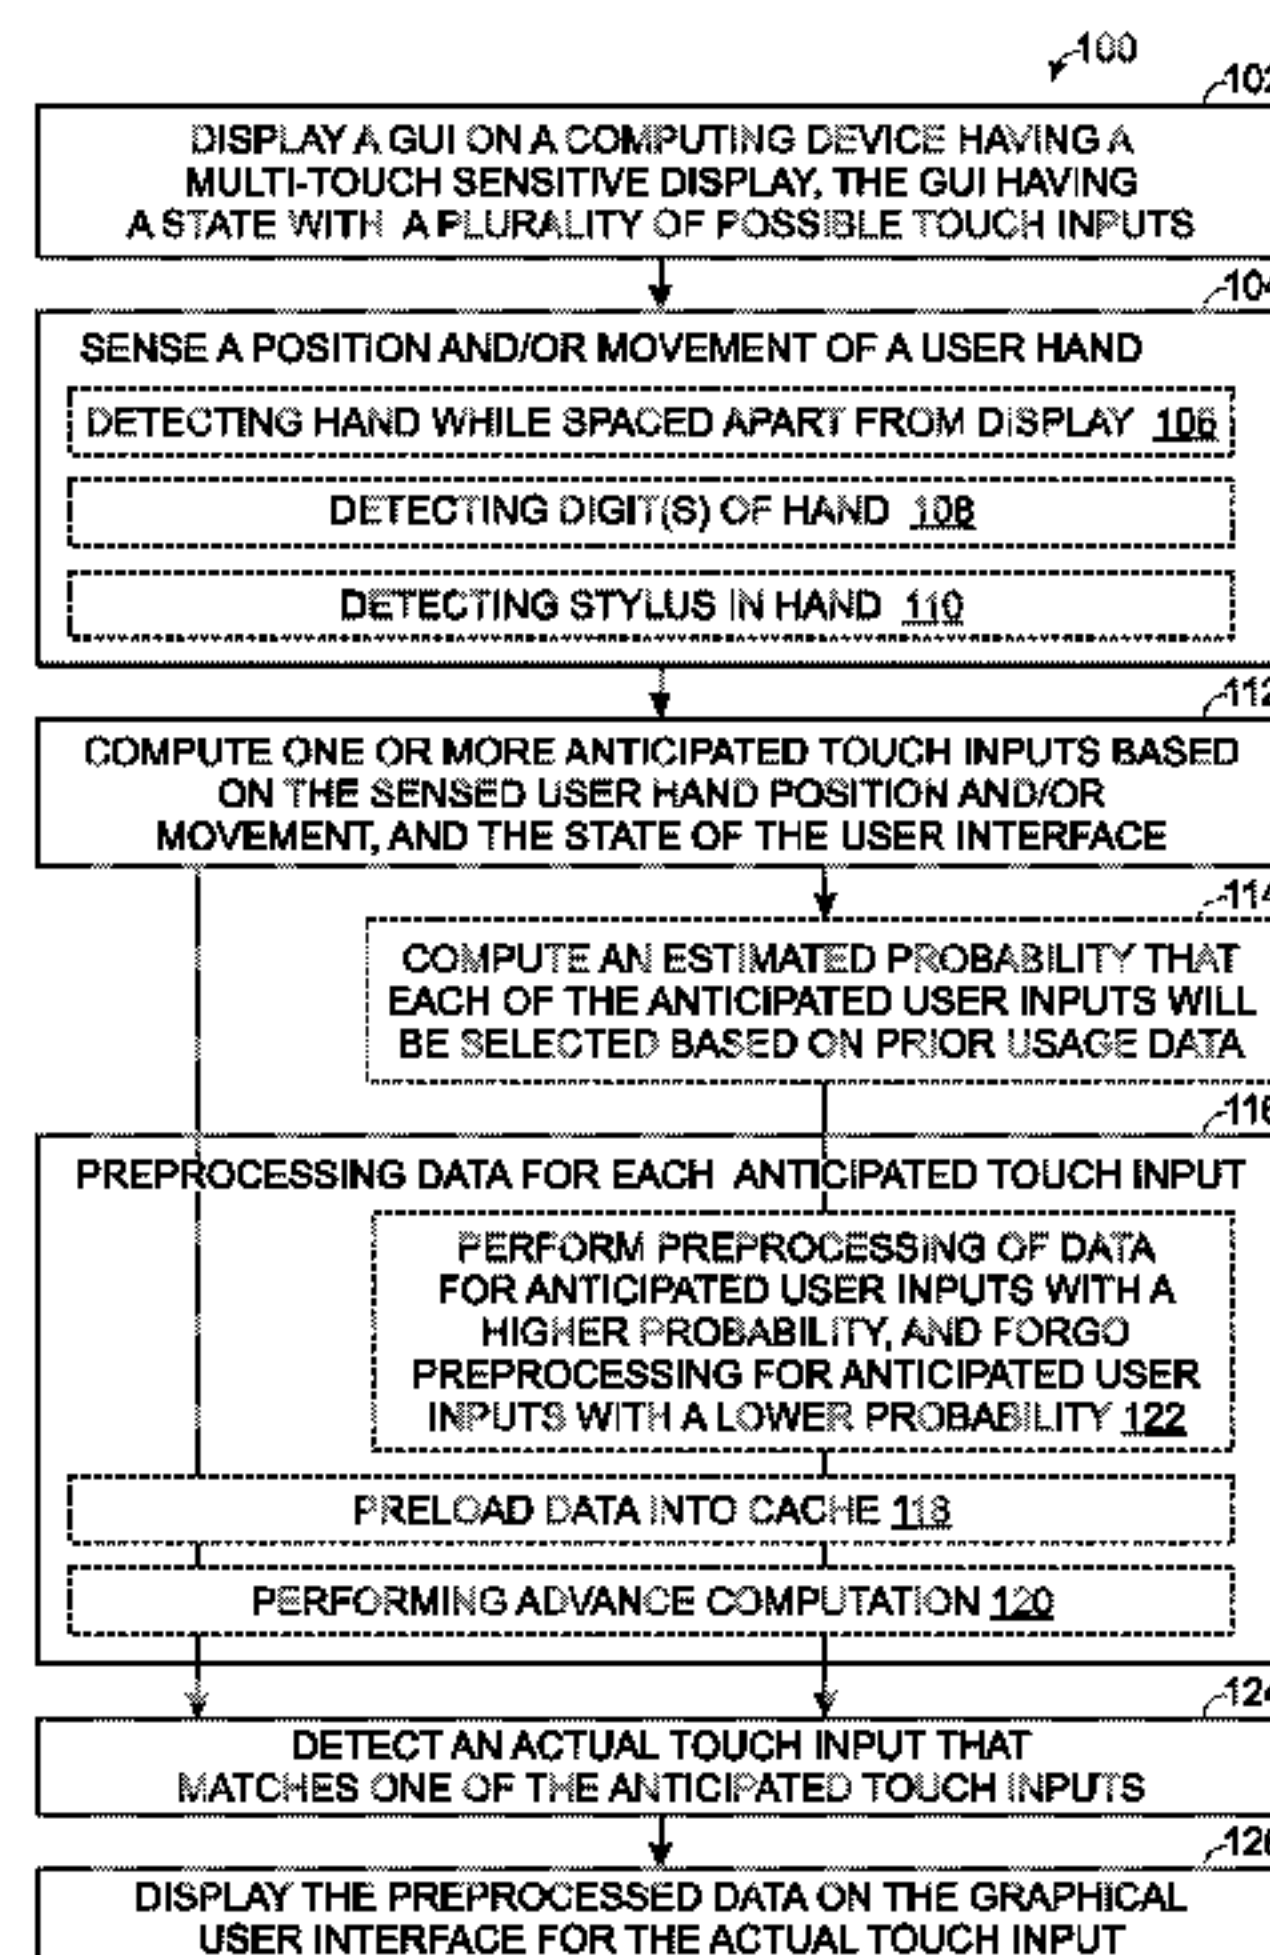 100
102
DISPLAY A GUI ON A COMPUTING DEVICE HAVING A
MULTI-TOUCH SENSITIVE DISPLAY, THE GUI HAVING
A STATE WITH A PLURALITY OF POSSIBLE TOUCH INPUTS
104
SENSE A POSITION AND/OR MOVEMENT OF A USER HAND
DETECTING HAND WHILE SPACED APART FROM DISPLAY 106
DETECTING DIGIT(S) OF HAND 108
DETECTING STYLUS IN HAND 110
112
COMPUTE ONE OR MORE ANTICIPATED TOUCH INPUTS BASED
ON THE SENSED USER HAND POSITION AND/OR
MOVEMENT, AND THE STATE OF THE USER INTERFACE
114
COMPUTE AN ESTIMATED PROBABILITY THAT
EACH OF THE ANTICIPATED USER INPUTS WILL
BE SELECTED BASED ON PRIOR USAGE DATA
116
PREPROCESSING DATA FOR EACH ANTICIPATED TOUCH INPUT
PERFORM PREPROCESSING OF DATA
FOR ANTICIPATED USER INPUTS WITH A
HIGHER PROBABILITY, AND FORGO
PREPROCESSING FOR ANTICIPATED USER
INPUTS WITH A LOWER PROBABILITY 122
PRELOAD DATA INTO CACHE 118
PERFORMING ADVANCE COMPUTATION 120
124
DETECT AN ACTUAL TOUCH INPUT THAT
MATCHES ONE OF THE ANTICIPATED TOUCH INPUTS
126
DISPLAY THE PREPROCESSED DATA ON THE GRAPHICAL
USER INTERFACE FOR THE ACTUAL TOUCH INPUT